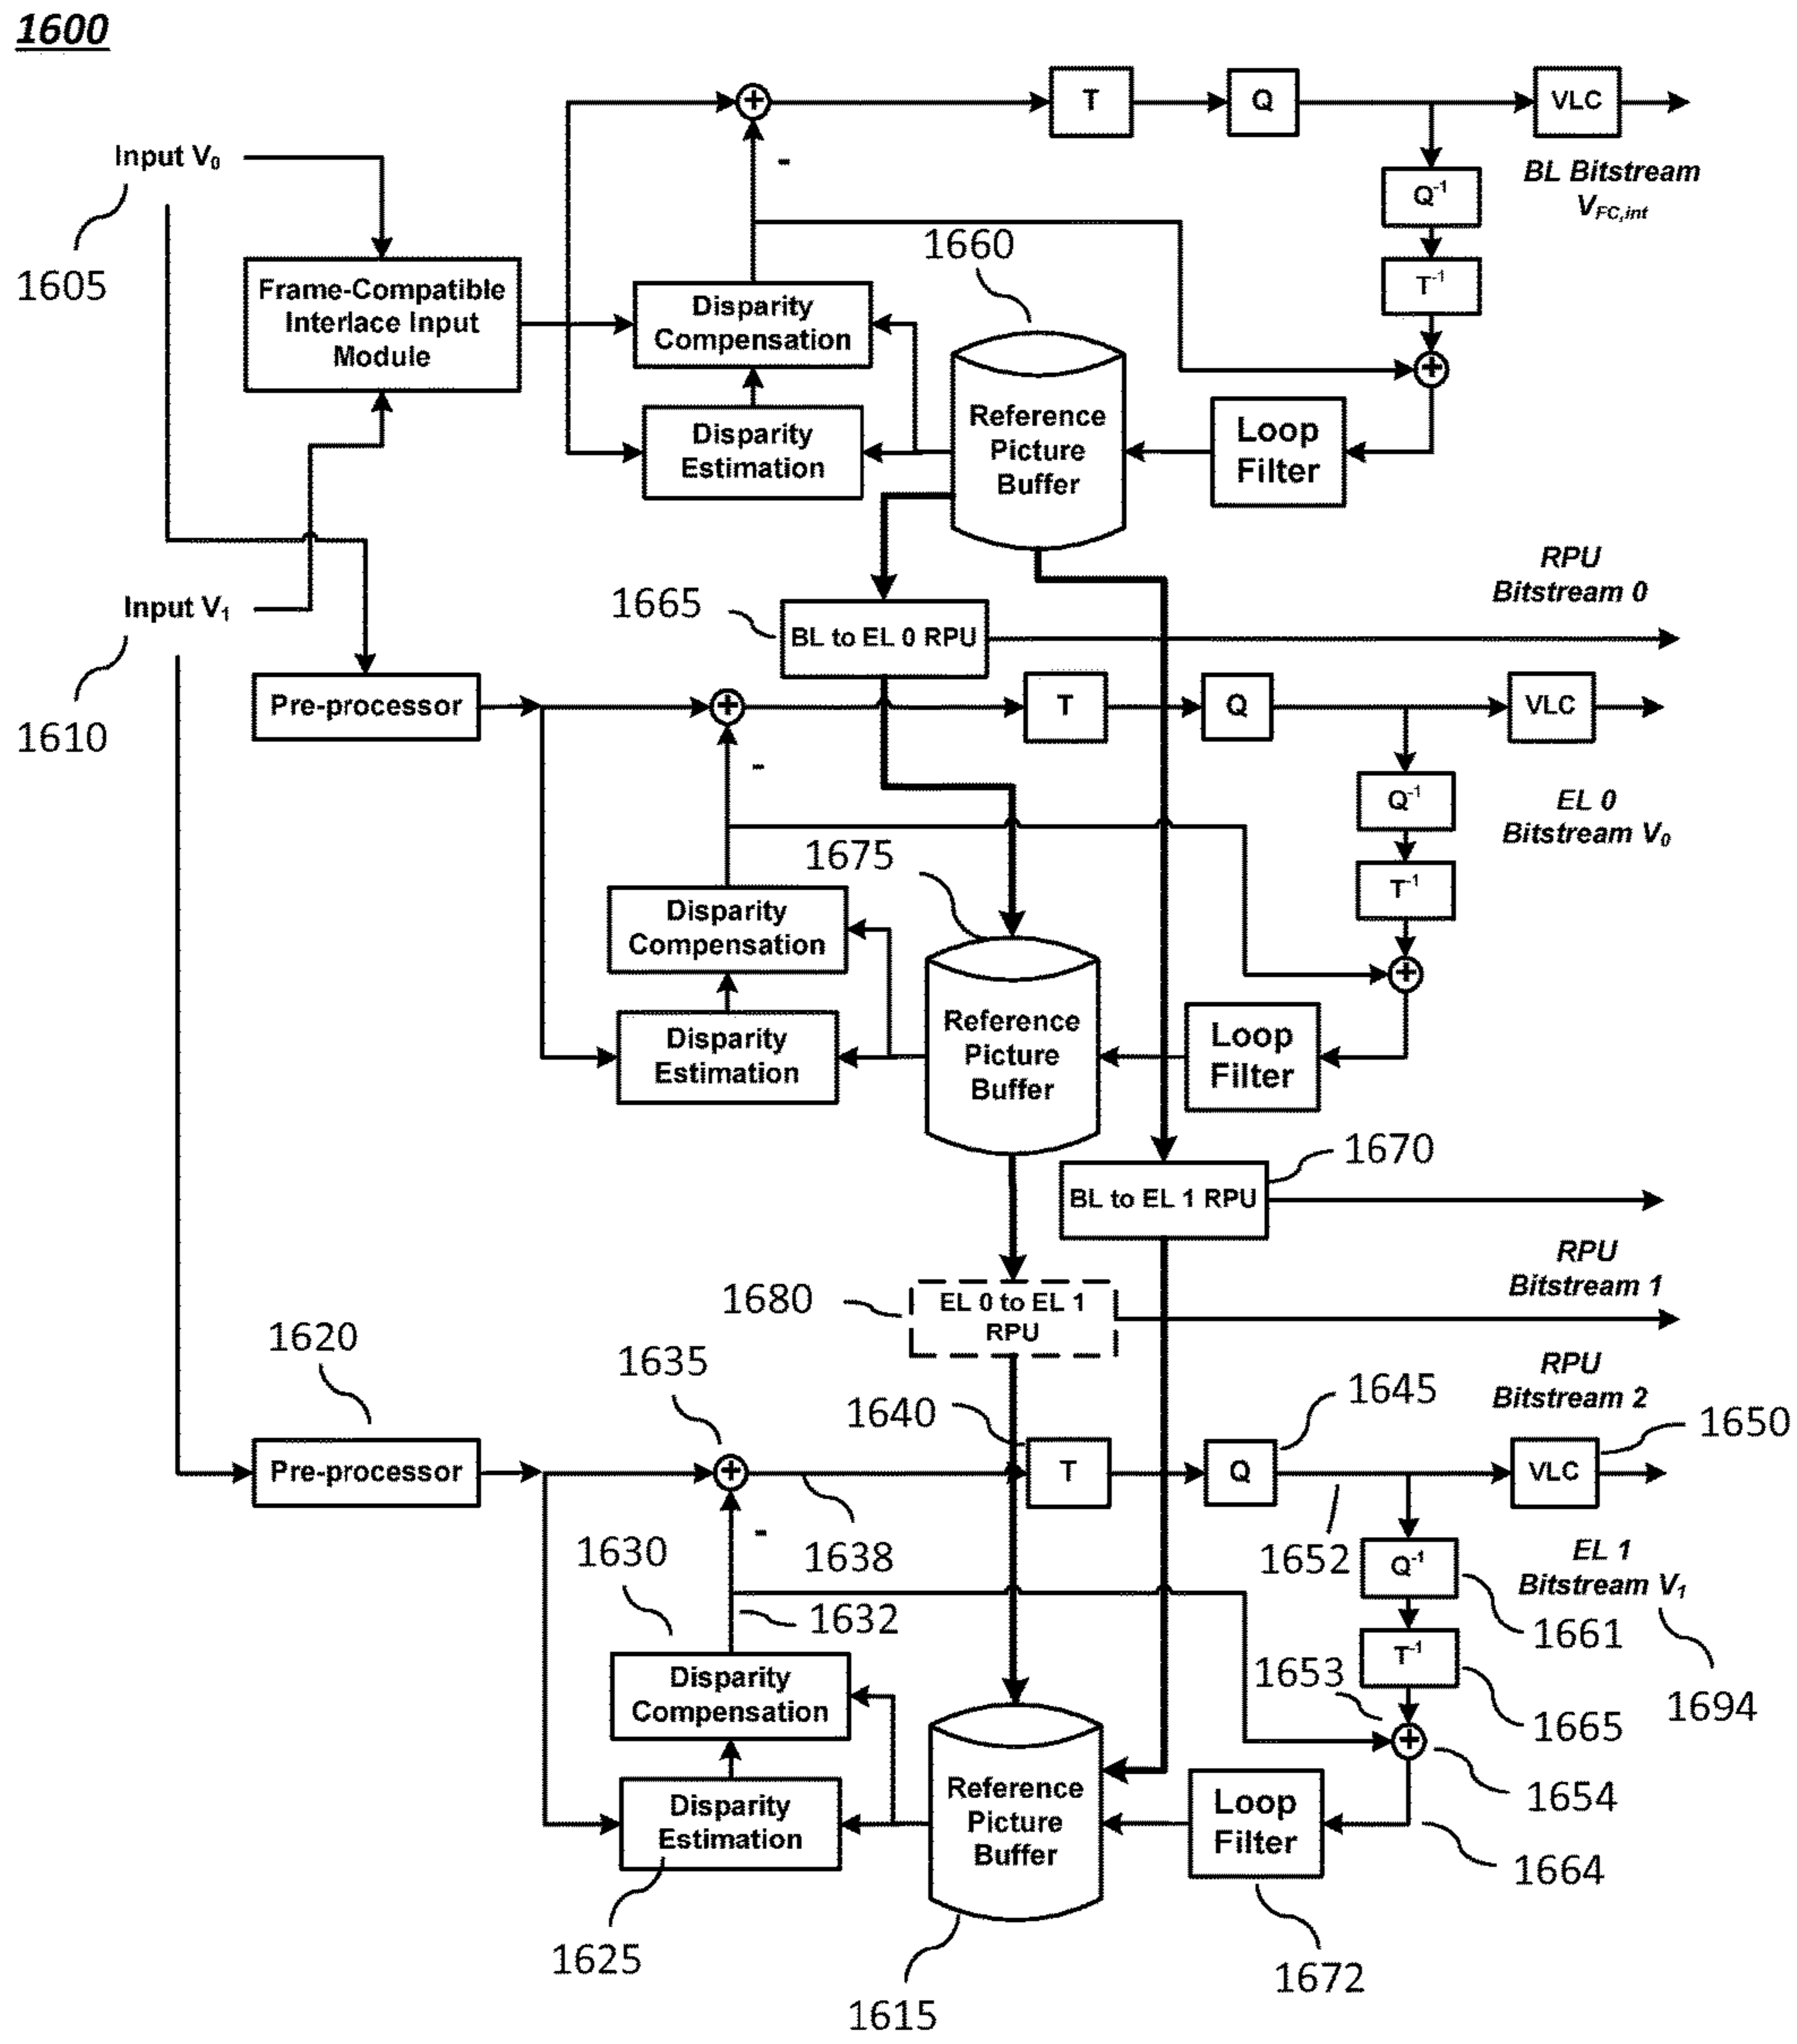 1600
Input V0
1605
Frame-Compatible
Interlace Input
Module
+
-
T
Q
VLC
BL Bitstream
VFC,int
Q-1
T-1
+
Disparity
Compensation
Disparity
Estimation
1660
Reference
Picture
Buffer
Loop
Filter
RPU
Bitstream 0
Input V1
1610
1665
BL to EL 0 RPU
Pre-processor
+
-
T
Q
VLC
EL 0
Bitstream V0
Q-1
T-1
+
1675
Disparity
Compensation
Disparity
Estimation
Reference
Picture
Buffer
Loop
Filter
1670
BL to EL 1 RPU
RPU
Bitstream 1
1680
EL 0 to EL 1
RPU
RPU
Bitstream 2
1620
Pre-processor
1635
+
-
1638
1640
T
1645
Q
1650
VLC
1652
EL 1
Bitstream V1
1694
Q-1
1661
T-1
1665
1653
+
1654
1664
1630
1632
Disparity
Compensation
Disparity
Estimation
1625
Reference
Picture
Buffer
1615
Loop
Filter
1672